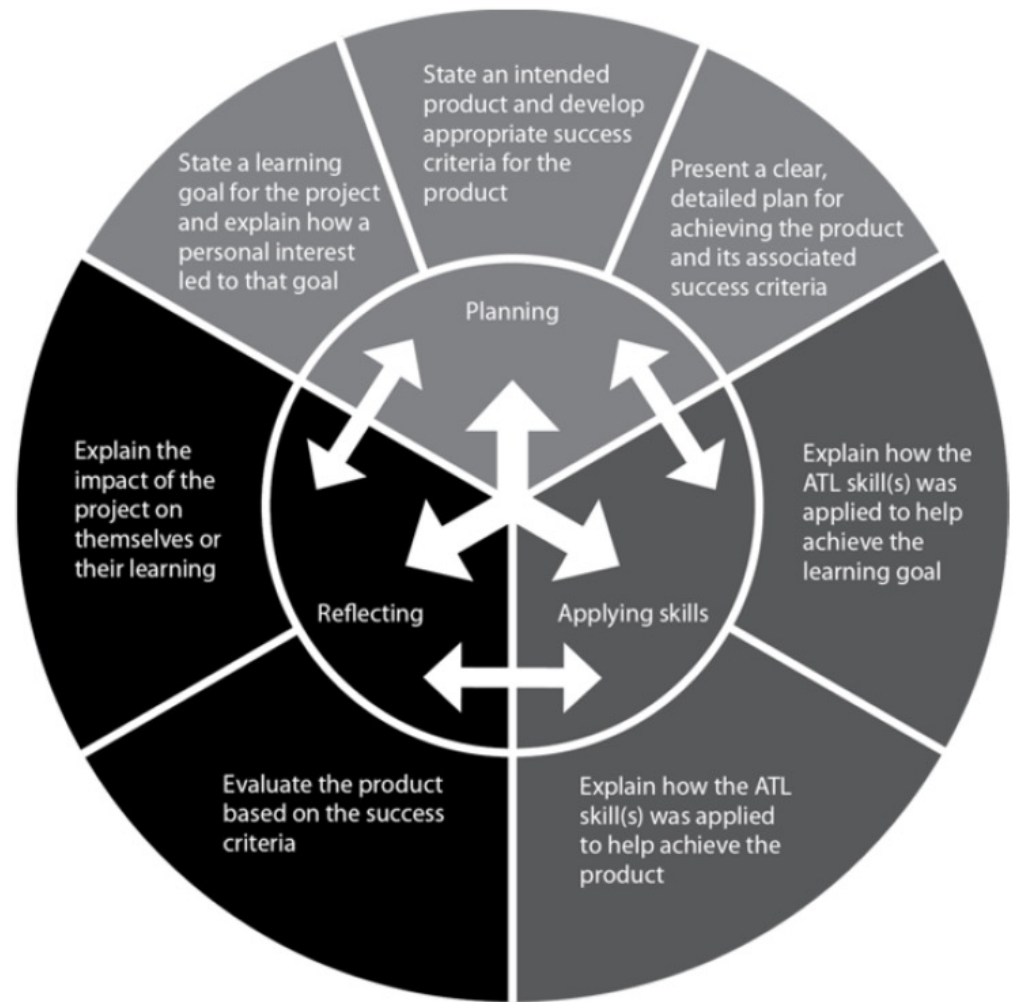 State an intended
product and develop
appropriate success
criteria for the
product
State a learning
goal for the project
and explain how a
personal interest
led to that goal
Present a clear,
detailed plan for
achieving the product
and its associated
success criteria
Planning
Explain the
impact of the
project on
themselves or
their learning
Explain how the
ATL skill(s) was
applied to help
achieve the
learning goal
Reflecting
Applying skills
Evaluate the product
based on the success
criteria
Explain how the ATL
skill(s) was applied
to help achieve the
product